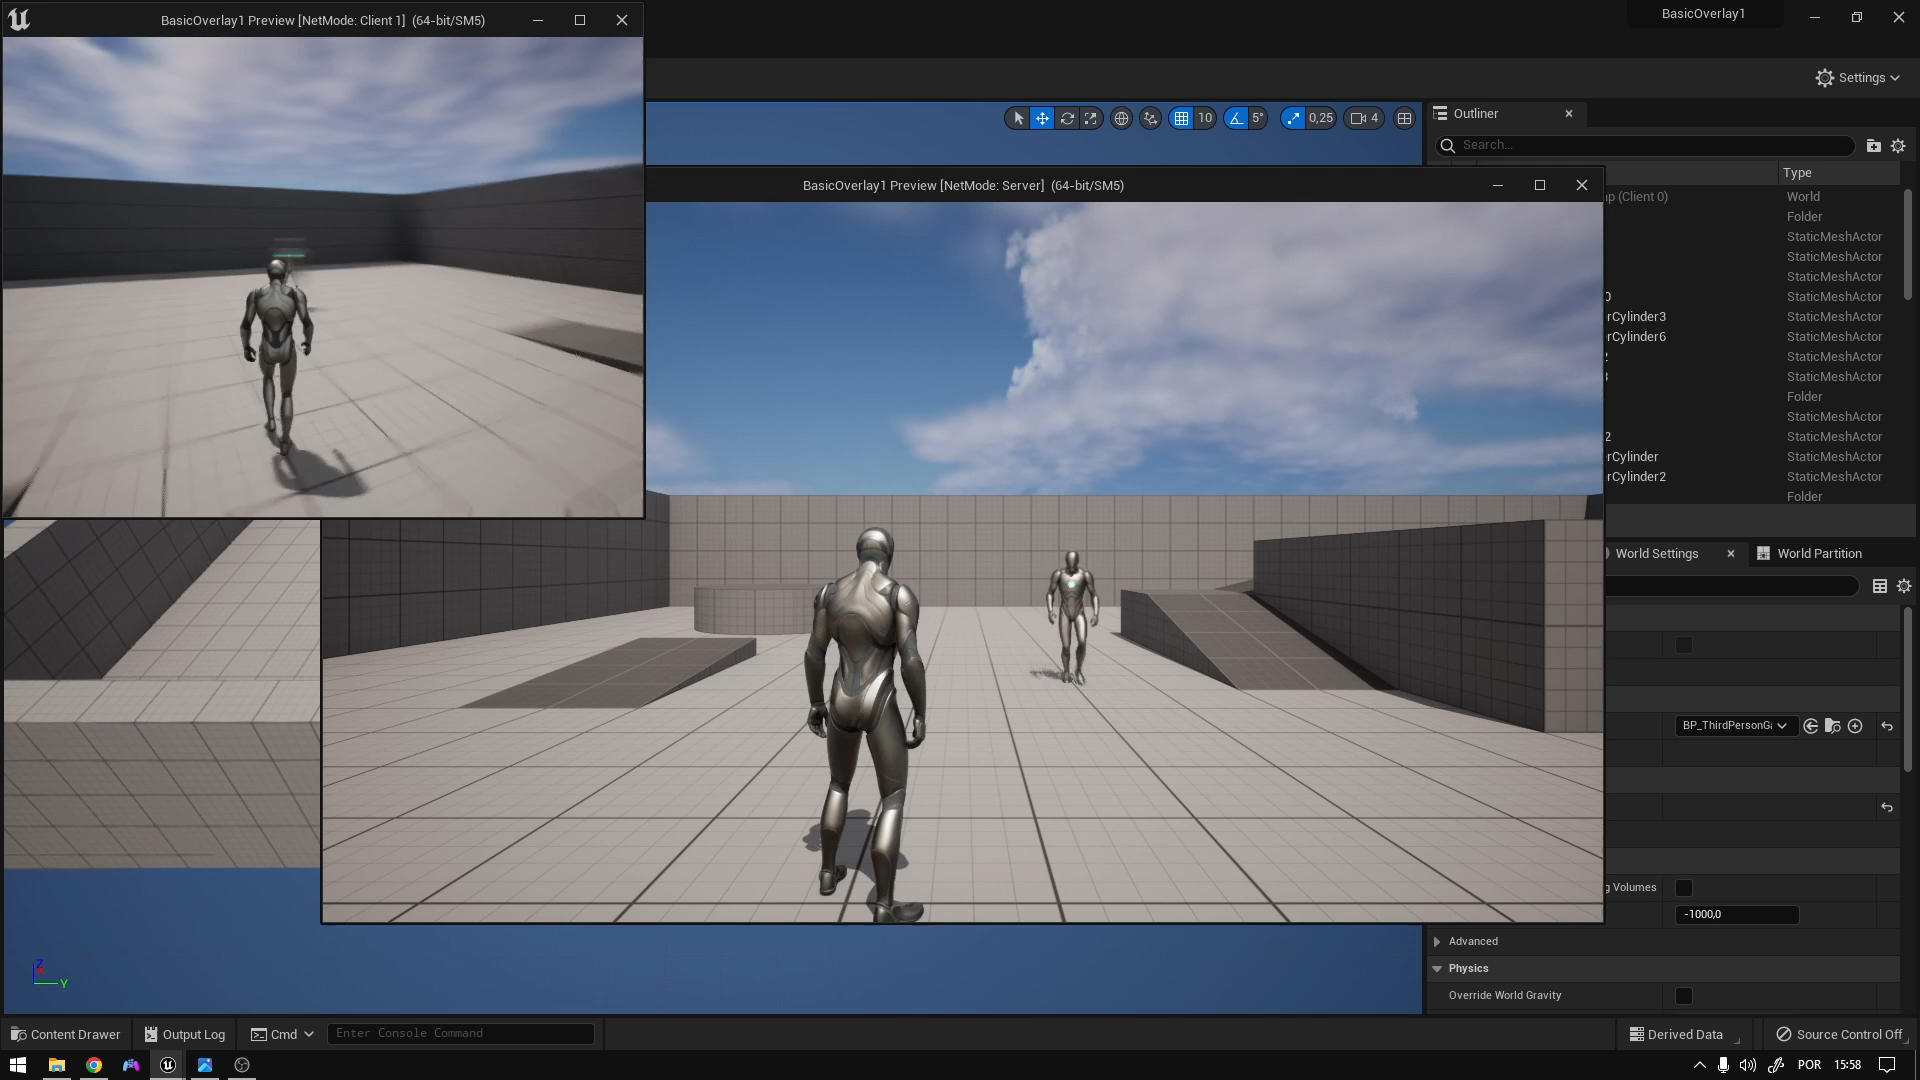 BasicOverlay1 Preview [NetMode: Client 1] (64-bit/SM5)
BasicOverlay1
Settings
10
5°
0,25
4
Outliner
Search...
Type
BasicOverlay1 Preview [NetMode: Server] (64-bit/SM5)
(Client 0)
World
Folder
StaticMeshActor
StaticMeshActor
StaticMeshActor
StaticMeshActor
rCylinder3
StaticMeshActor
rCylinder6
StaticMeshActor
StaticMeshActor
StaticMeshActor
Folder
StaticMeshActor
2
StaticMeshActor
rCylinder
StaticMeshActor
rCylinder2
StaticMeshActor
Folder
World Settings
World Partition
BP_ThirdPersonGa
g Volumes
-1000,0
Advanced
Physics
Override World Gravity
Z
Y
Content Drawer
Output Log
Cmd
Enter Console Command
Derived Data
Source Control Off
POR
15:58